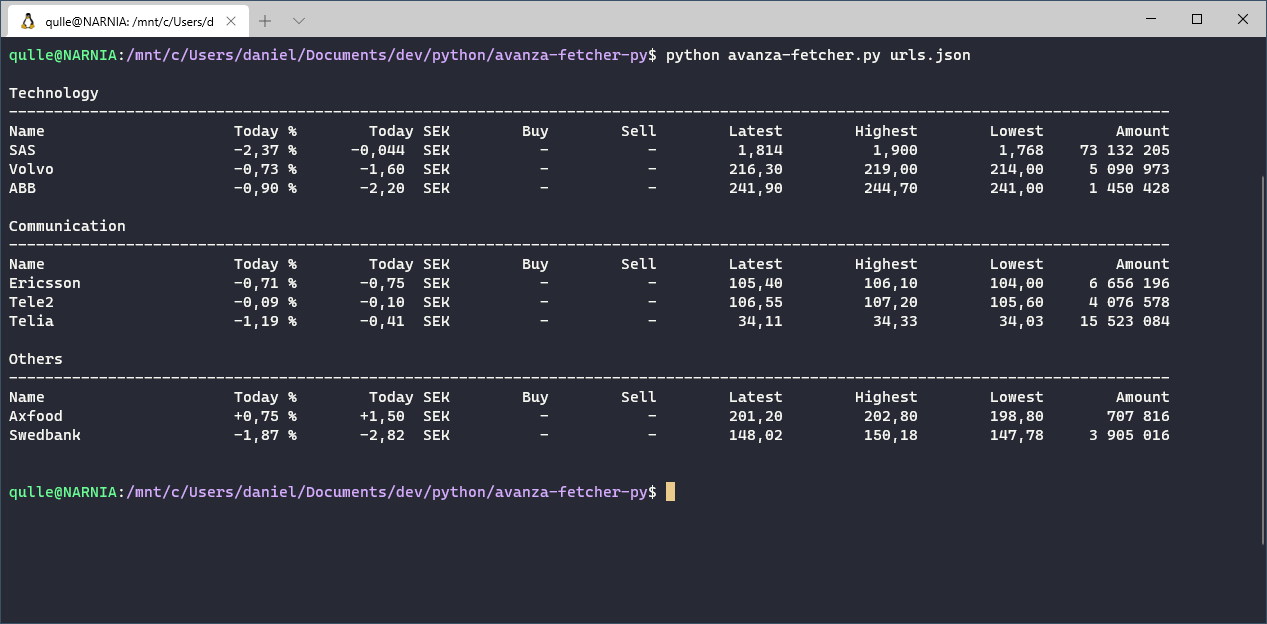 qulle@NARNIA: /mnt/c/Users/d
qulle@NARNIA:/mnt/c/Users/daniel/Documents/dev/python/avanza-fetcher-py$ python avanza-fetcher.py urls.json
Technology
---------------------------------------------------------------------------------------------------------------------------------
Name Today % Today SEK Buy Sell Latest Highest Lowest Amount
SAS -2,37 % -0,044 SEK - - 1,814 1,900 1,768 73 132 205
Volvo -0,73 % -1,60 SEK - - 216,30 219,00 214,00 5 090 973
ABB -0,90 % -2,20 SEK - - 241,90 244,70 241,00 1 450 428
Communication
---------------------------------------------------------------------------------------------------------------------------------
Name Today % Today SEK Buy Sell Latest Highest Lowest Amount
Ericsson -0,71 % -0,75 SEK - - 105,40 106,10 104,00 6 656 196
Tele2 -0,09 % -0,10 SEK - - 106,55 107,20 105,60 4 076 578
Telia -1,19 % -0,41 SEK - - 34,11 34,33 34,03 15 523 084
Others
---------------------------------------------------------------------------------------------------------------------------------
Name Today % Today SEK Buy Sell Latest Highest Lowest Amount
Axfood +0,75 % +1,50 SEK - - 201,20 202,80 198,80 707 816
Swedbank -1,87 % -2,82 SEK - - 148,02 150,18 147,78 3 905 016
qulle@NARNIA:/mnt/c/Users/daniel/Documents/dev/python/avanza-fetcher-py$